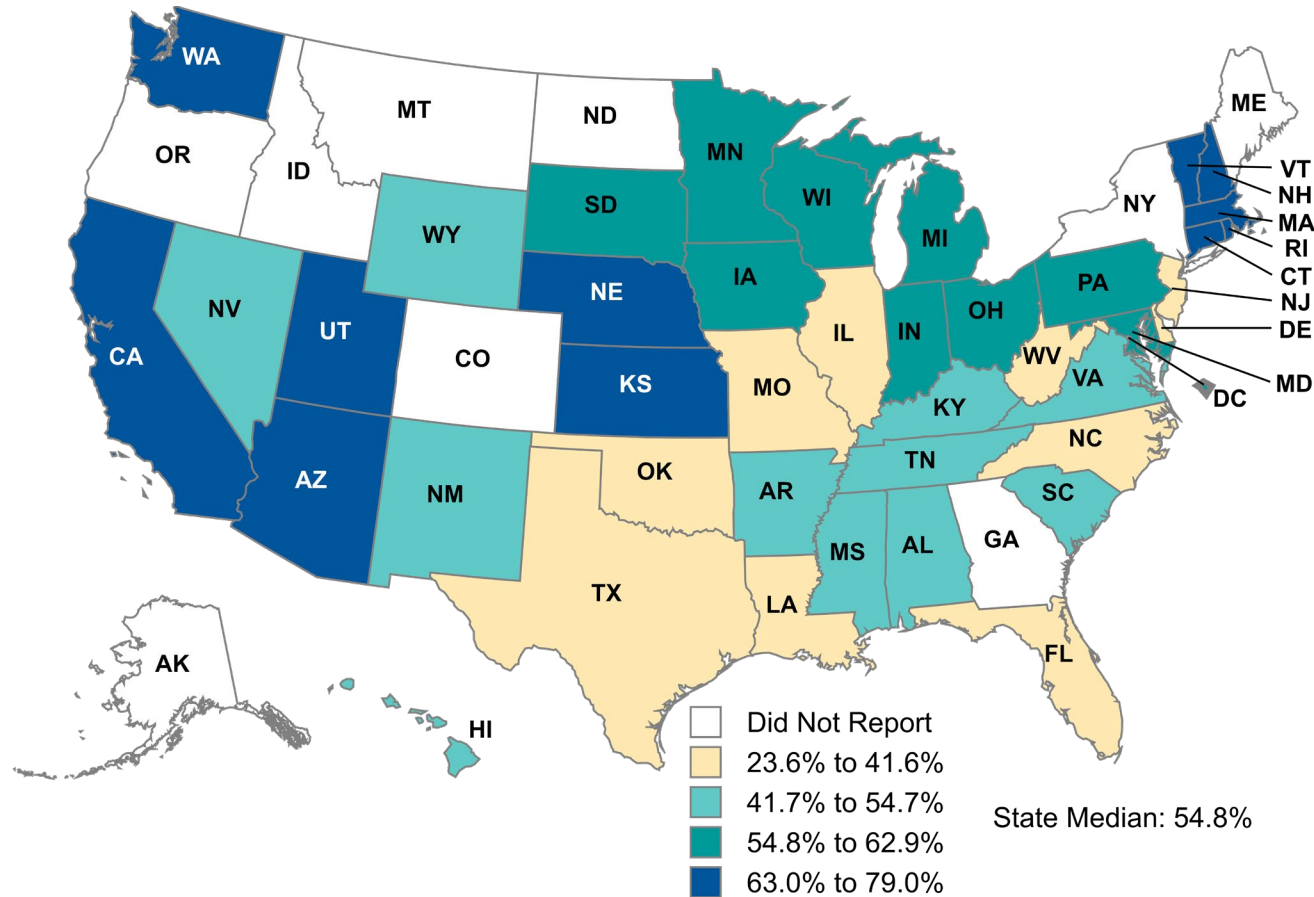 WA
MT
ND
ME
OR
ID
MN
VT
NH
SD
WI
NY
MA
WY
MI
RI
IA
PA
CT
NE
NJ
NV
OH
UT
IN
DE
IL
CA
CO
WV
KS
MO
VA
MD
DC
KY
NC
OK
TN
AZ
NM
AR
SC
GA
MS
AL
TX
LA
FL
AK
HI
Did Not Report
23.6% to 41.6%
41.7% to 54.7%
State Median: 54.8%
54.8% to 62.9%
63.0% to 79.0%